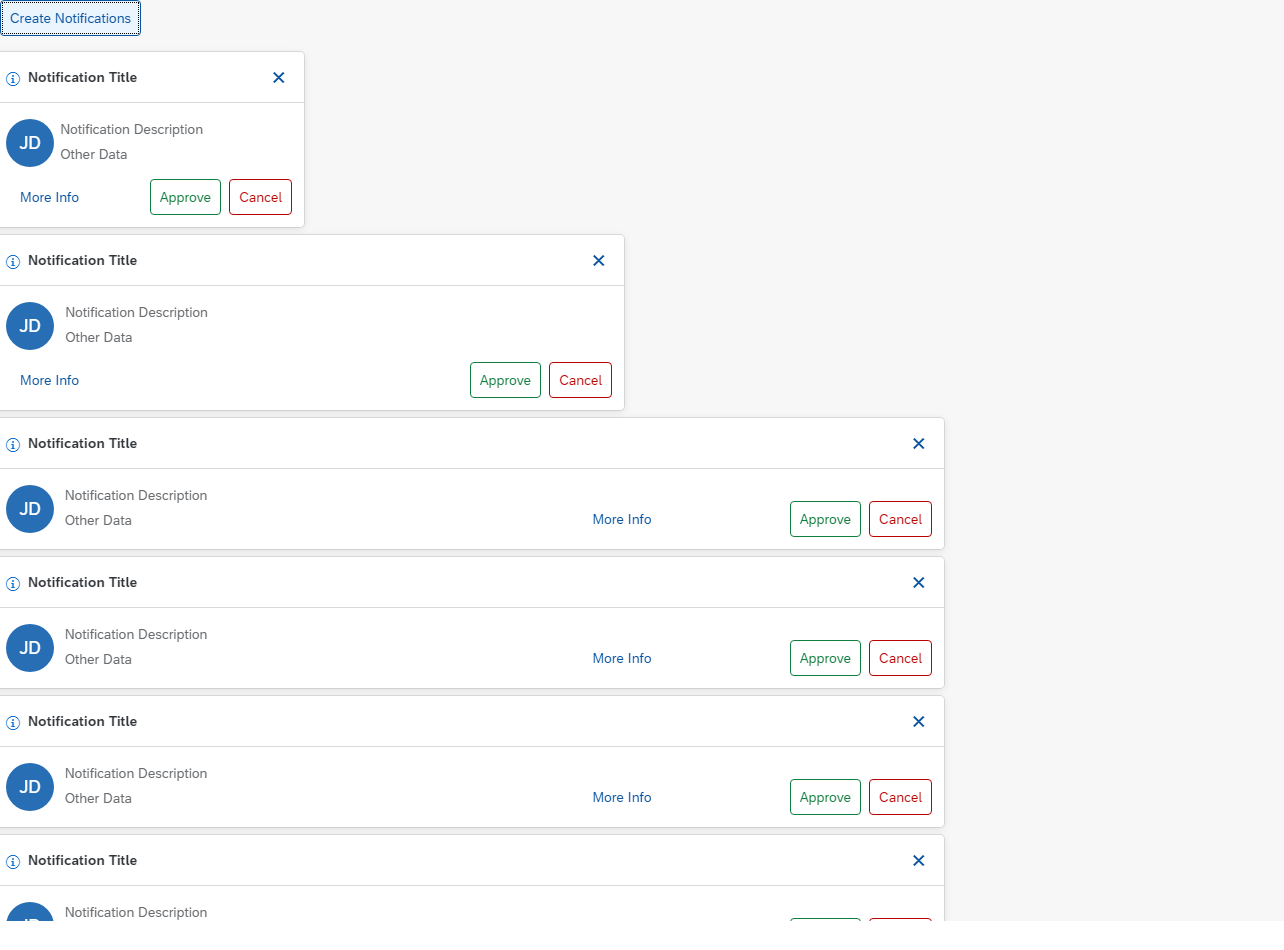 Create Notifications
Notification Title
JD
Notification Description
Other Data
More Info Approve Cancel
Notification Title
JD
Notification Description
Other Data
More Info Approve Cancel
Notification Title
JD
Notification Description
Other Data
More Info Approve Cancel
Notification Title
JD
Notification Description
Other Data
More Info Approve Cancel
Notification Title
JD
Notification Description
Other Data
More Info Approve Cancel
Notification Title
Notification Description